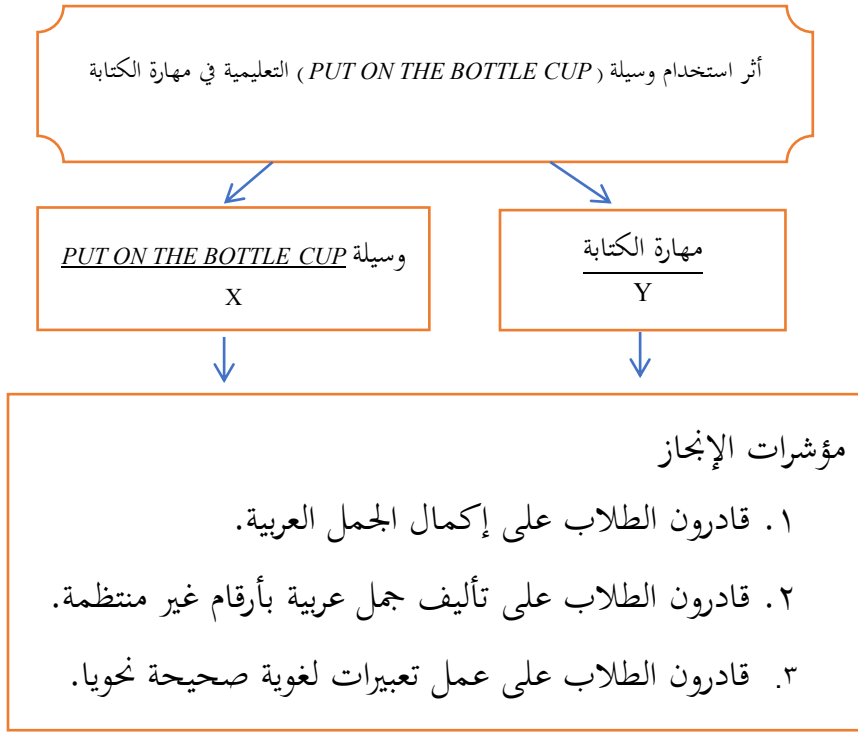 أثر استخدام وسيلة (PUT ON THE BOTTLE CUP) التعليمية في مهارة الكتابة
مهارة الكتابة
Y
وسيلة PUT ON THE BOTTLE CUP
X
مؤشرات الإنجاز
١. قادرون الطلاب على إكمال الجمل العربية.
٢. قادرون الطلاب على تأليف جمل عربية بأرقام غير منتظمة.
٣. قادرون الطلاب على عمل تعبيرات لغوية صحيحة نحويا.